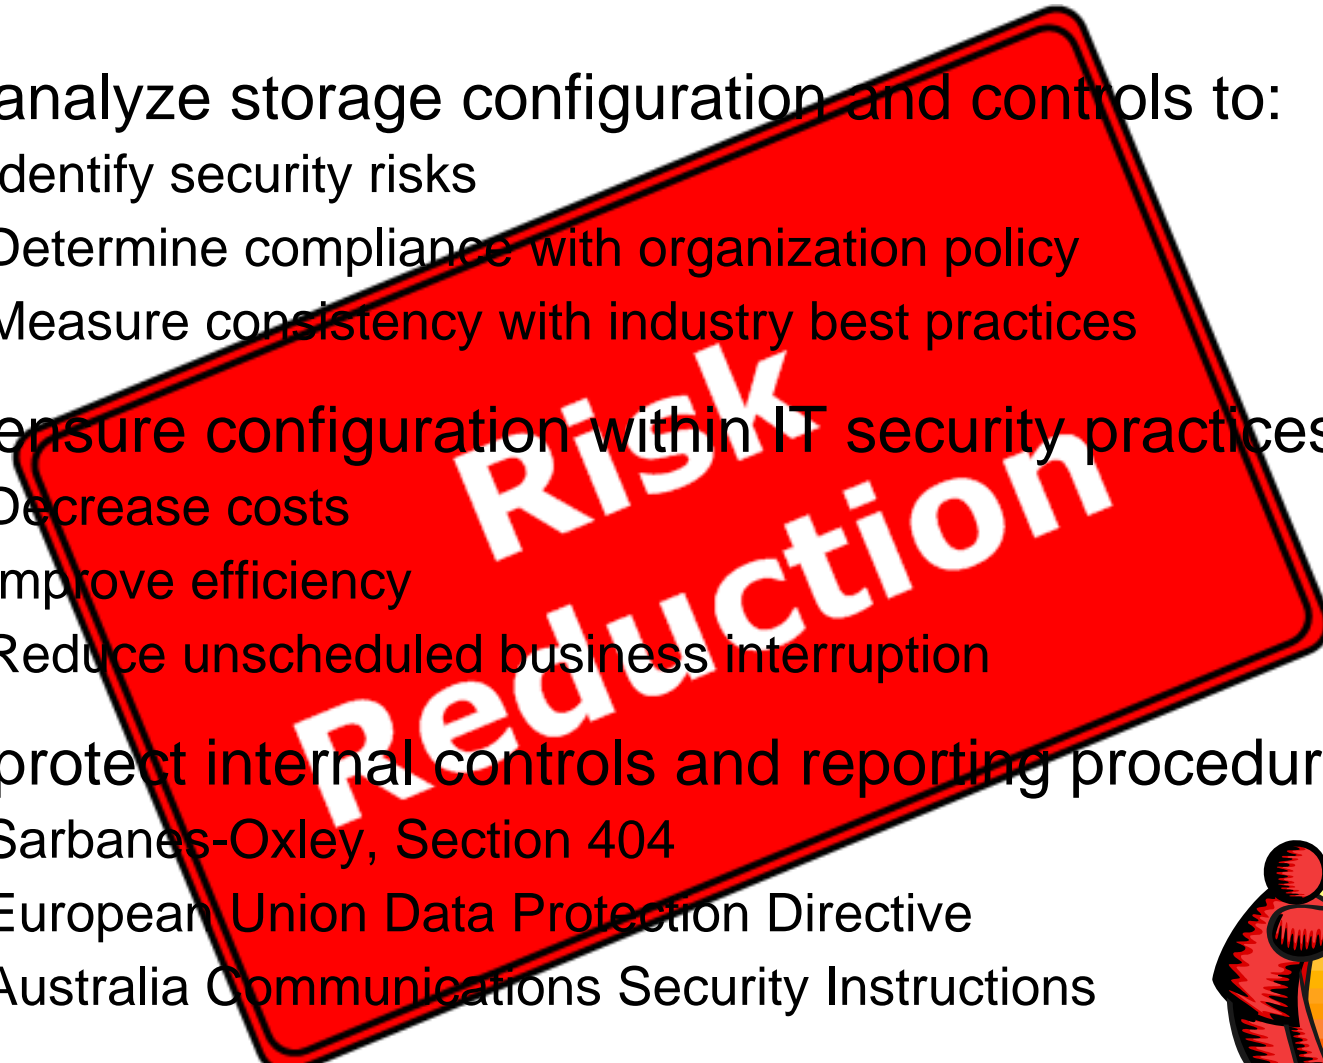 analyze storage configuration and controls to:
dentify security risks
Determine compliance with organization policy
Measure consistency with industry best practices
ensure configuration within IT security practices
Decrease costs
mprove efficiency
Reduce unscheduled business interruption
protect internal controls and reporting procedur
Sarbanes-Oxley, Section 404
European Union Data Protection Directive
Australia Communications Security Instructions
Risk
Reduction